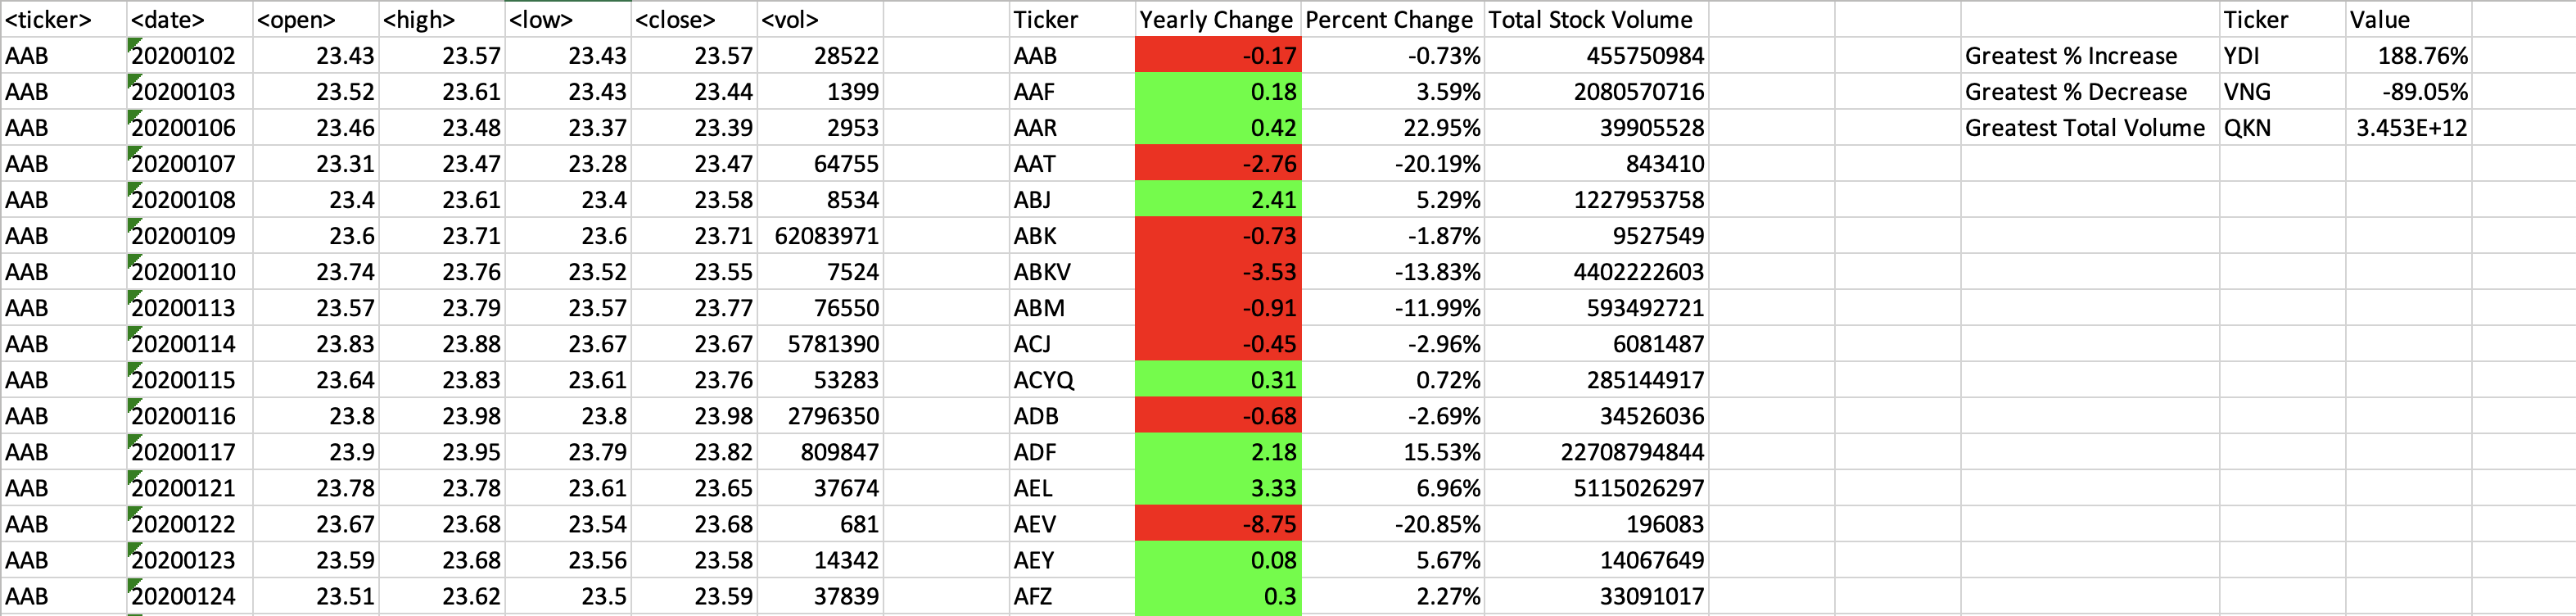 <ticker> <date> <open> <high> <low> <close> <vol> Ticker Yearly Change Percent Change Total Stock Volume Ticker Value
AAB 20200102 23.43 23.57 23.43 23.57 28522 AAB -0.17 -0.73% 455750984 Greatest % Increase YDI 188.76%
AAB 20200103 23.52 23.61 23.43 23.44 1399 AAF 0.18 3.59% 2080570716 Greatest % Decrease VNG -89.05%
AAB 20200106 23.46 23.48 23.37 23.39 2953 AAR 0.42 22.95% 39905528 Greatest Total Volume QKN 3.453E+12
AAB 20200107 23.31 23.47 23.28 23.47 64755 AAT -2.76 -20.19% 843410
AAB 20200108 23.4 23.61 23.4 23.58 8534 ABJ 2.41 5.29% 1227953758
AAB 20200109 23.6 23.71 23.6 23.71 62083971 ABK -0.73 -1.87% 9527549
AAB 20200110 23.74 23.76 23.52 23.55 7524 ABKV -3.53 -13.83% 4402222603
AAB 20200113 23.57 23.79 23.57 23.77 76550 ABM -0.91 -11.99% 593492721
AAB 20200114 23.83 23.88 23.67 23.67 5781390 ACJ -0.45 -2.96% 6081487
AAB 20200115 23.64 23.83 23.61 23.76 53283 ACYQ 0.31 0.72% 285144917
AAB 20200116 23.8 23.98 23.8 23.98 2796350 ADB -0.68 -2.69% 34526036
AAB 20200117 23.9 23.95 23.79 23.82 809847 ADF 2.18 15.53% 22708794844
AAB 20200121 23.78 23.78 23.61 23.65 37674 AEL 3.33 6.96% 5115026297
AAB 20200122 23.67 23.68 23.54 23.68 681 AEV -8.75 -20.85% 196083
AAB 20200123 23.59 23.68 23.56 23.58 14342 AEY 0.08 5.67% 14067649
AAB 20200124 23.51 23.62 23.5 23.59 37839 AFZ 0.3 2.27% 33091017